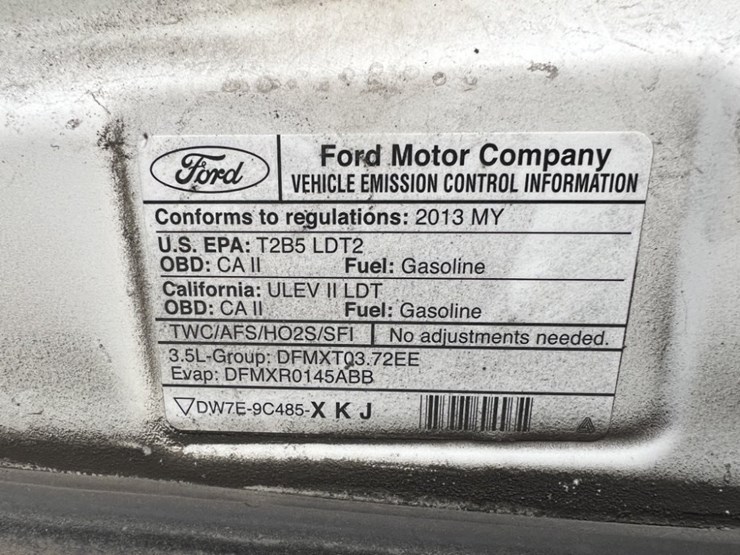 Ford
Ford Motor Company
VEHICLE EMISSION CONTROL INFORMATION
Conforms to regulations: 2013 MY
U.S. EPA: T2B5 LDT2
OBD: CA II Fuel: Gasoline
California: ULEV II LDT
OBD: CA II Fuel: Gasoline
TWC/AFS/HO2S/SFI No adjustments needed.
3.5L-Group: DFMXT03.72EE
Evap: DFMXR0145ABB
DW7E-9C485-X K J